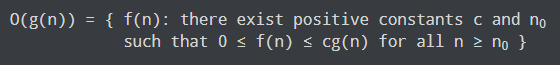 O(g(n)) = { f(n): there exist positive constants c and n₀
such that 0 ≤ f(n) ≤ cg(n) for all n ≥ n₀ }